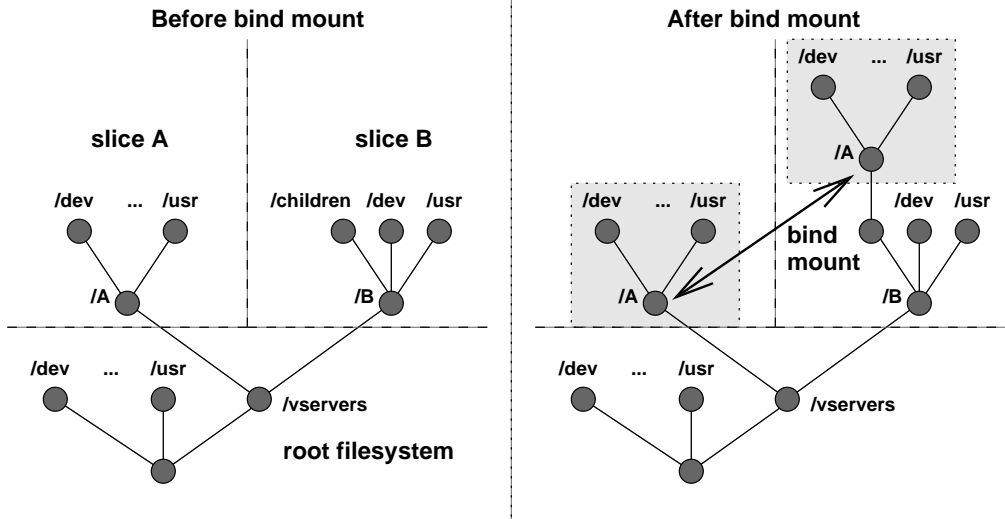 Before bind mount
slice A
slice B
/dev ... /usr
/children /dev /usr
/A
/B
/dev ... /usr
/vservers
root filesystem
After bind mount
/dev ... /usr
/A
/dev ... /usr
/dev /usr
bind
mount
/A
/B
/dev ... /usr
/vservers